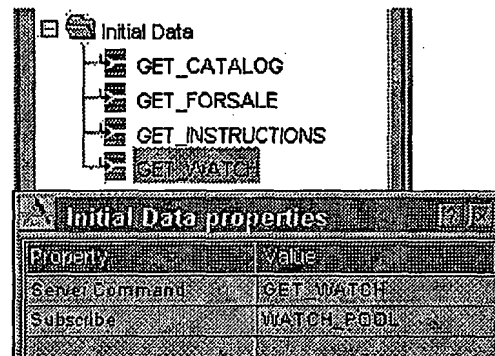 Initial Data
GET_CATALOG
GET_FORSALE
GET_INSTRUCTIONS
GET_WATCH
Initial Data properties
Property Value
Server Command GET_WATCH
Subscribe WATCH_POOL